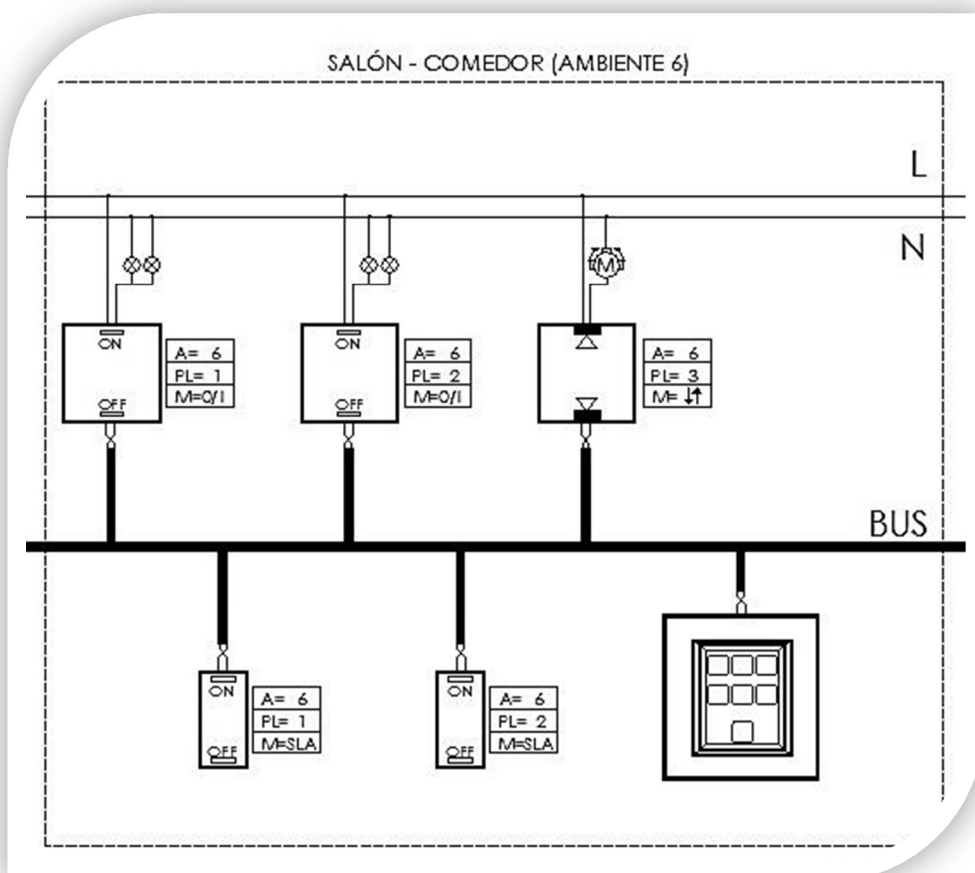 SALÓN - COMEDOR (AMBIENTE 6)
L
N
M
ON
OFF
A= 6
PL= 1
M=0/I
ON
OFF
A= 6
PL= 2
M=0/I
A= 6
PL= 3
M= ↓↑
BUS
ON
OFF
A= 6
PL= 1
M=SLA
ON
OFF
A= 6
PL= 2
M=SLA